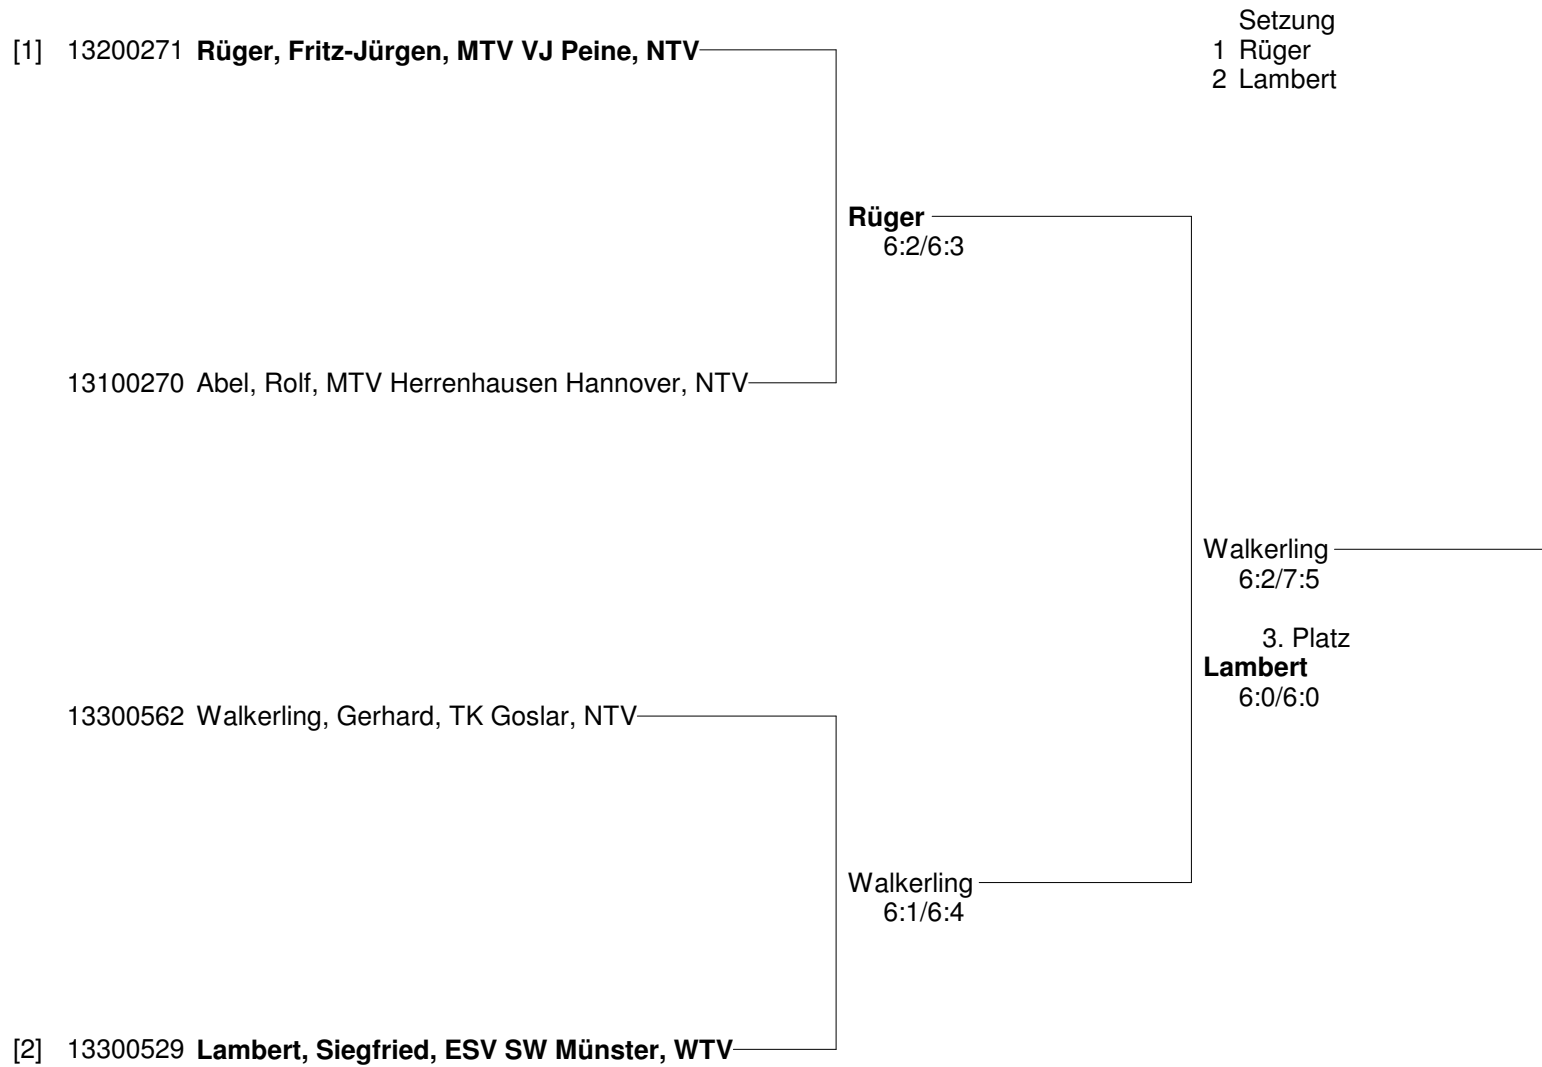 Setzung
1 Rüger
2 Lambert
[1] 13200271 Rüger, Fritz-Jürgen, MTV VJ Peine, NTV
Rüger
6:2/6:3
13100270 Abel, Rolf, MTV Herrenhausen Hannover, NTV
Walkerling
6:2/7:5
3. Platz
Lambert
6:0/6:0
13300562 Walkerling, Gerhard, TK Goslar, NTV
Walkerling
6:1/6:4
[2] 13300529 Lambert, Siegfried, ESV SW Münster, WTV